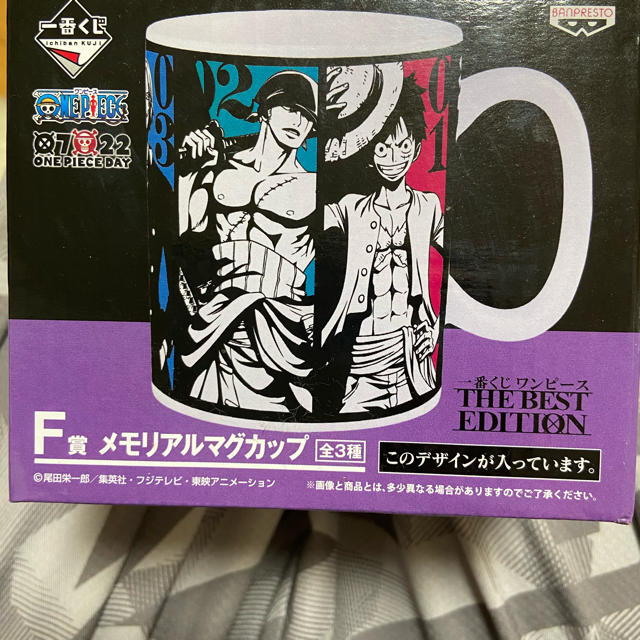 一番くじ
Ichiban KUJI
BANPRESTO
ワンピース
ONE PIECE
07 22
ONE PIECE DAY
03
02
01
一番くじ ワンピース
THE BEST
EDITION
F賞 メモリアルマグカップ 全3種
このデザインが入っています。
©尾田栄一郎/集英社・フジテレビ・東映アニメーション
※画像と商品とは、多少異なる場合がありますのでご了承ください。